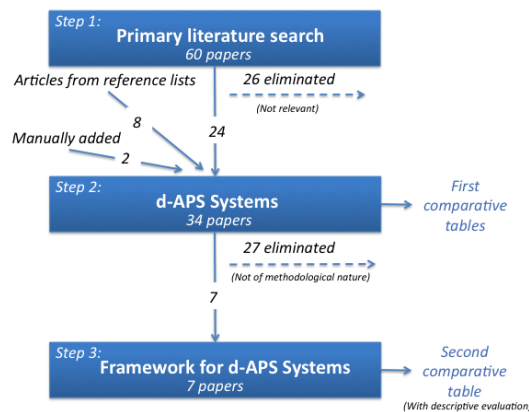 Step 1:
Primary literature search
60 papers
Articles from reference lists
26 eliminated
(Not relevant)
8
24
Manually added
2
Step 2:
d-APS Systems
34 papers
First
comparative
tables
27 eliminated
(Not of methodological nature)
7
Step 3:
Framework for d-APS Systems
7 papers
Second
comparative
table
(With descriptive evaluation)